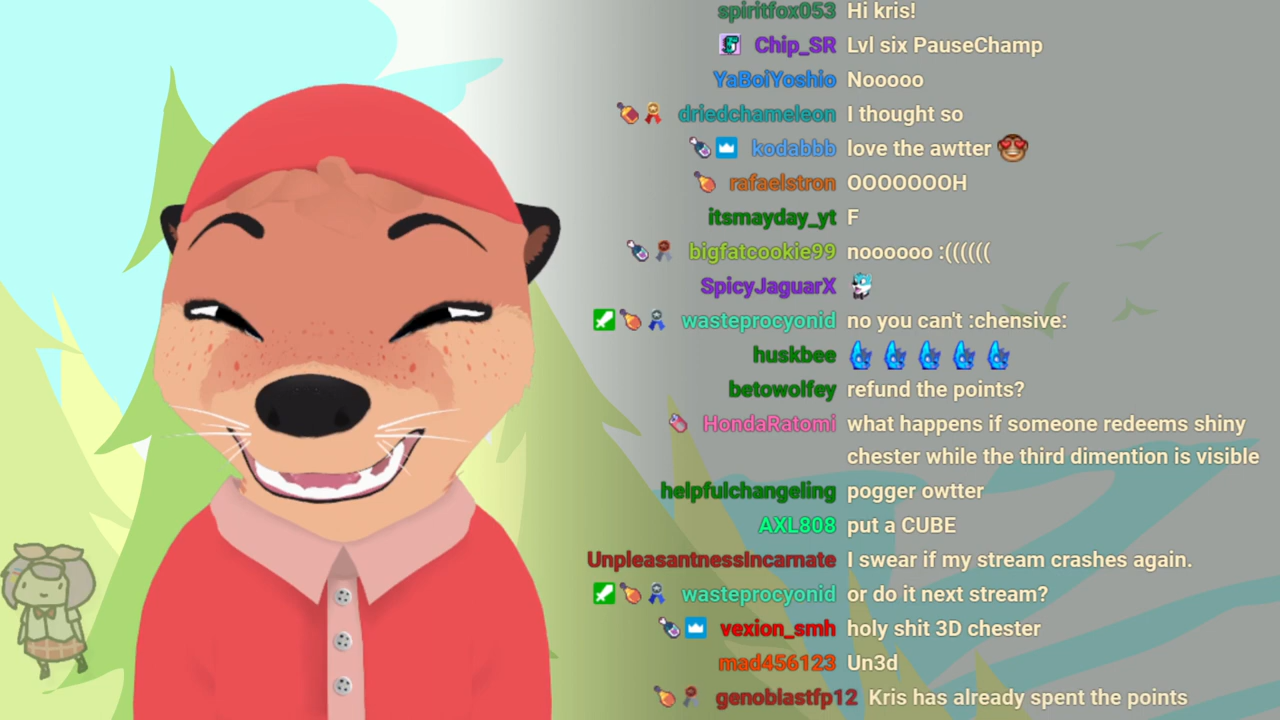 spiritfox053 Hi kris!
Chip_SR Lvl six PauseChamp
YaBoiYoshio Nooooo
driedchameleon I thought so
kodabbb love the awtter
rafaelstron OOOOOOOH
itsmayday_yt F
bigfatcookie99 noooooo :((((((
SpicyJaguarX
wasteprocyonid no you can't :chensive:
huskbee
betowolfey refund the points?
HondaRatomi what happens if someone redeems shiny
chester while the third dimention is visible
helpfulchangeling pogger owtter
AXL808 put a CUBE
UnpleasantnessIncarnate I swear if my stream crashes again.
wasteprocyonid or do it next stream?
vexion_smh holy shit 3D chester
mad456123 Un3d
genoblastfp12 Kris has already spent the points